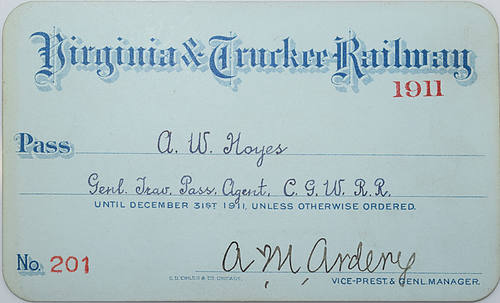 Virginia & Truckee Railway
1911
Pass A. W. Noyes
Genl. Trav. Pass. Agent, C. G. W. R. R.
UNTIL DECEMBER 31ST 1911, UNLESS OTHERWISE ORDERED.
No. 201 A M Ardery
VICE-PREST. & GENL. MANAGER.